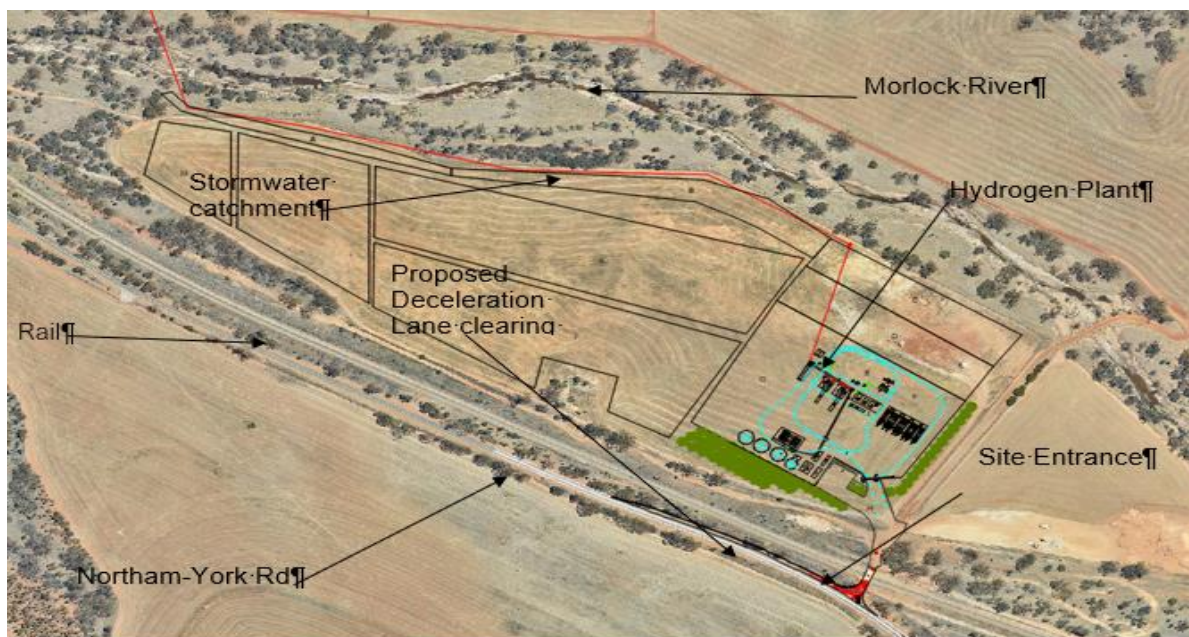 Morlock·River¶
Stormwater·
catchment¶
Hydrogen·Plant¶
Proposed·
Deceleration·
Lane·clearing·
Rail¶
Site·Entrance¶
Northam-York·Rd¶